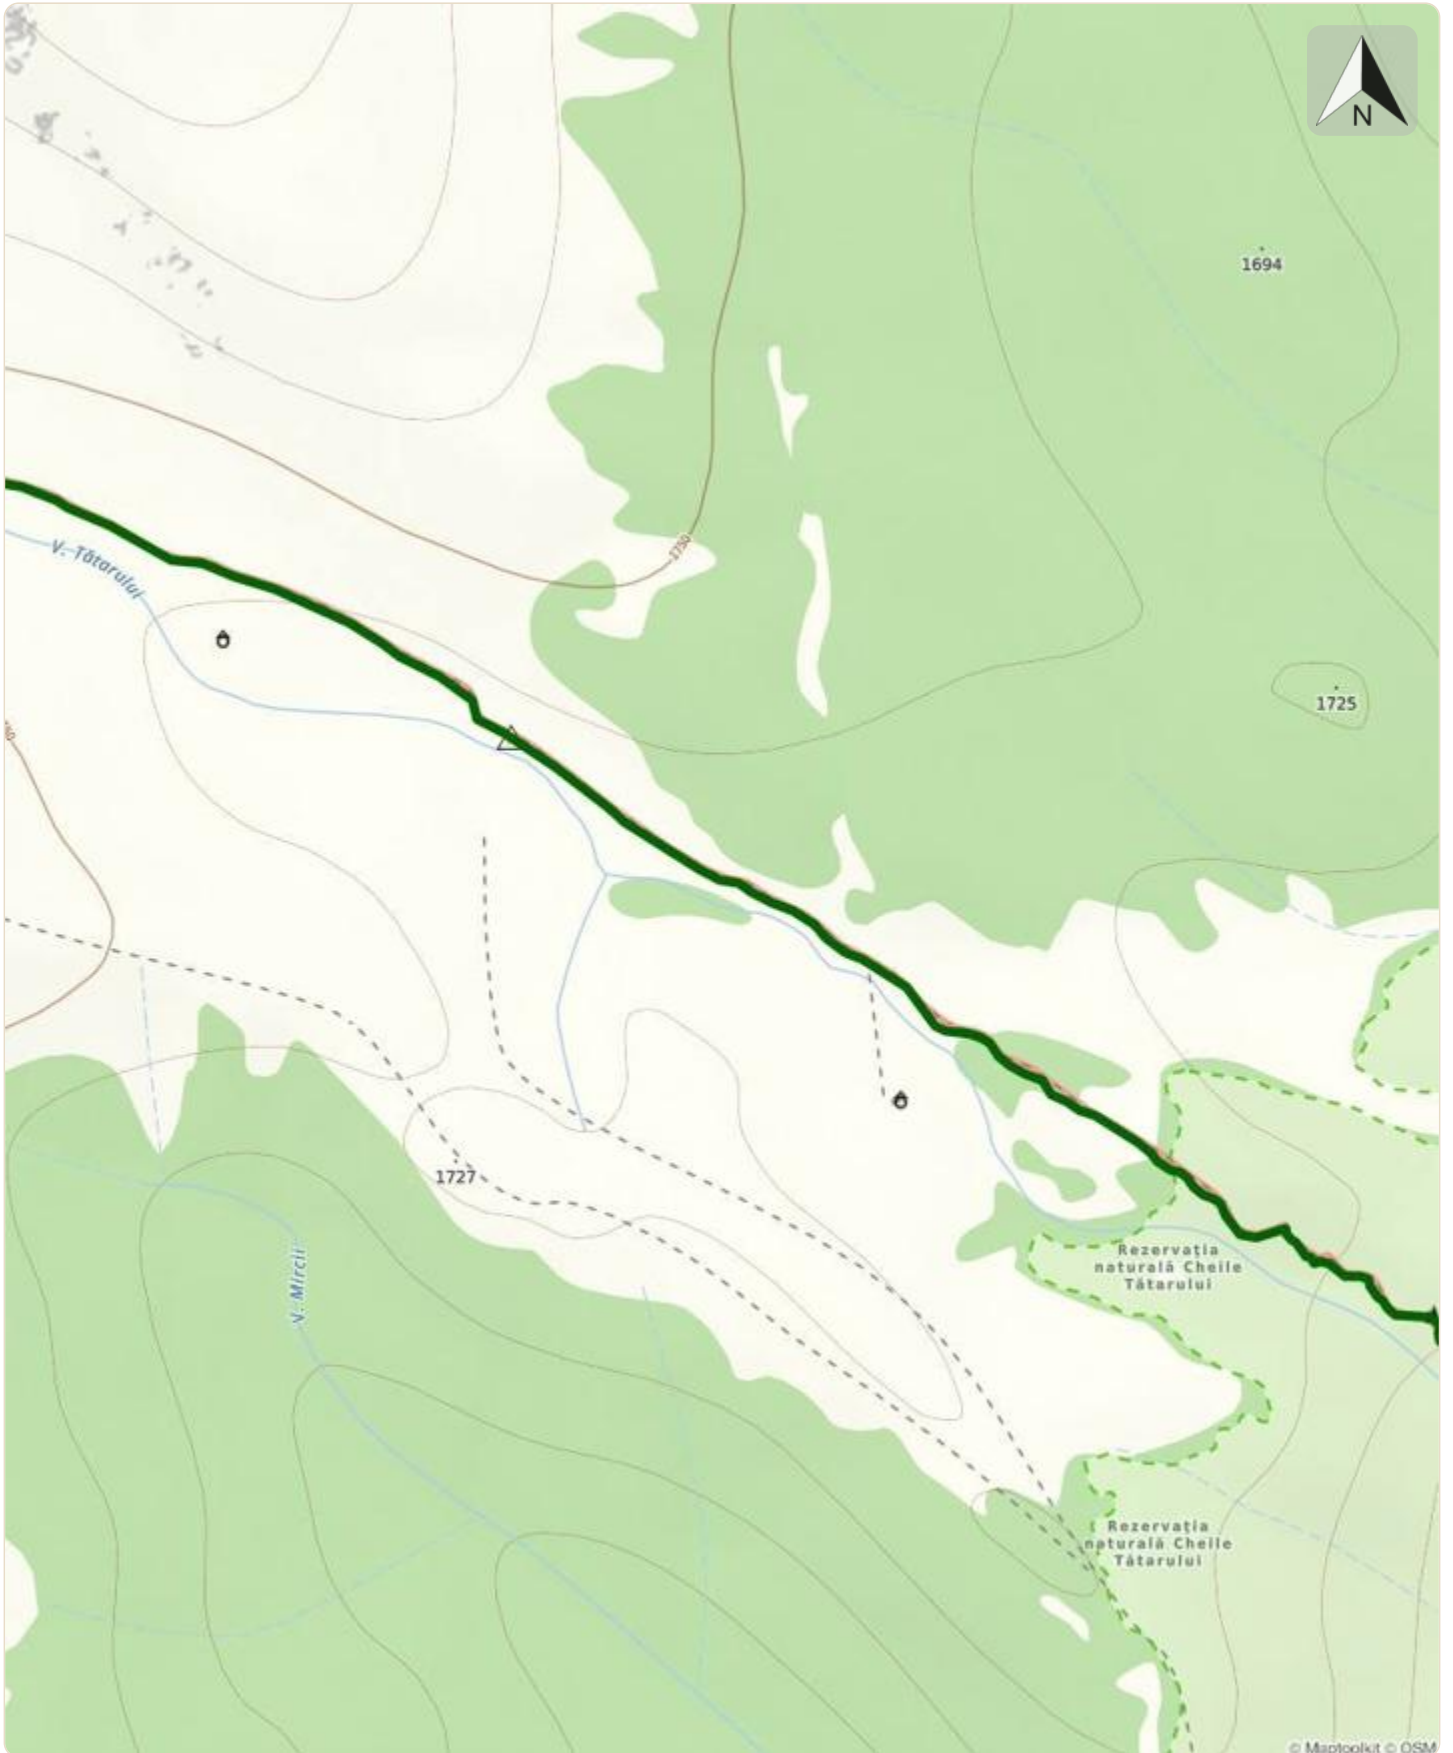 N
1694
V. Tătarului
1750
1725
1727
V. Mircii
Rezervația
naturală Cheile
Tătarului
Rezervația
naturală Cheile
Tătarului
© Maptoolkit © OSM